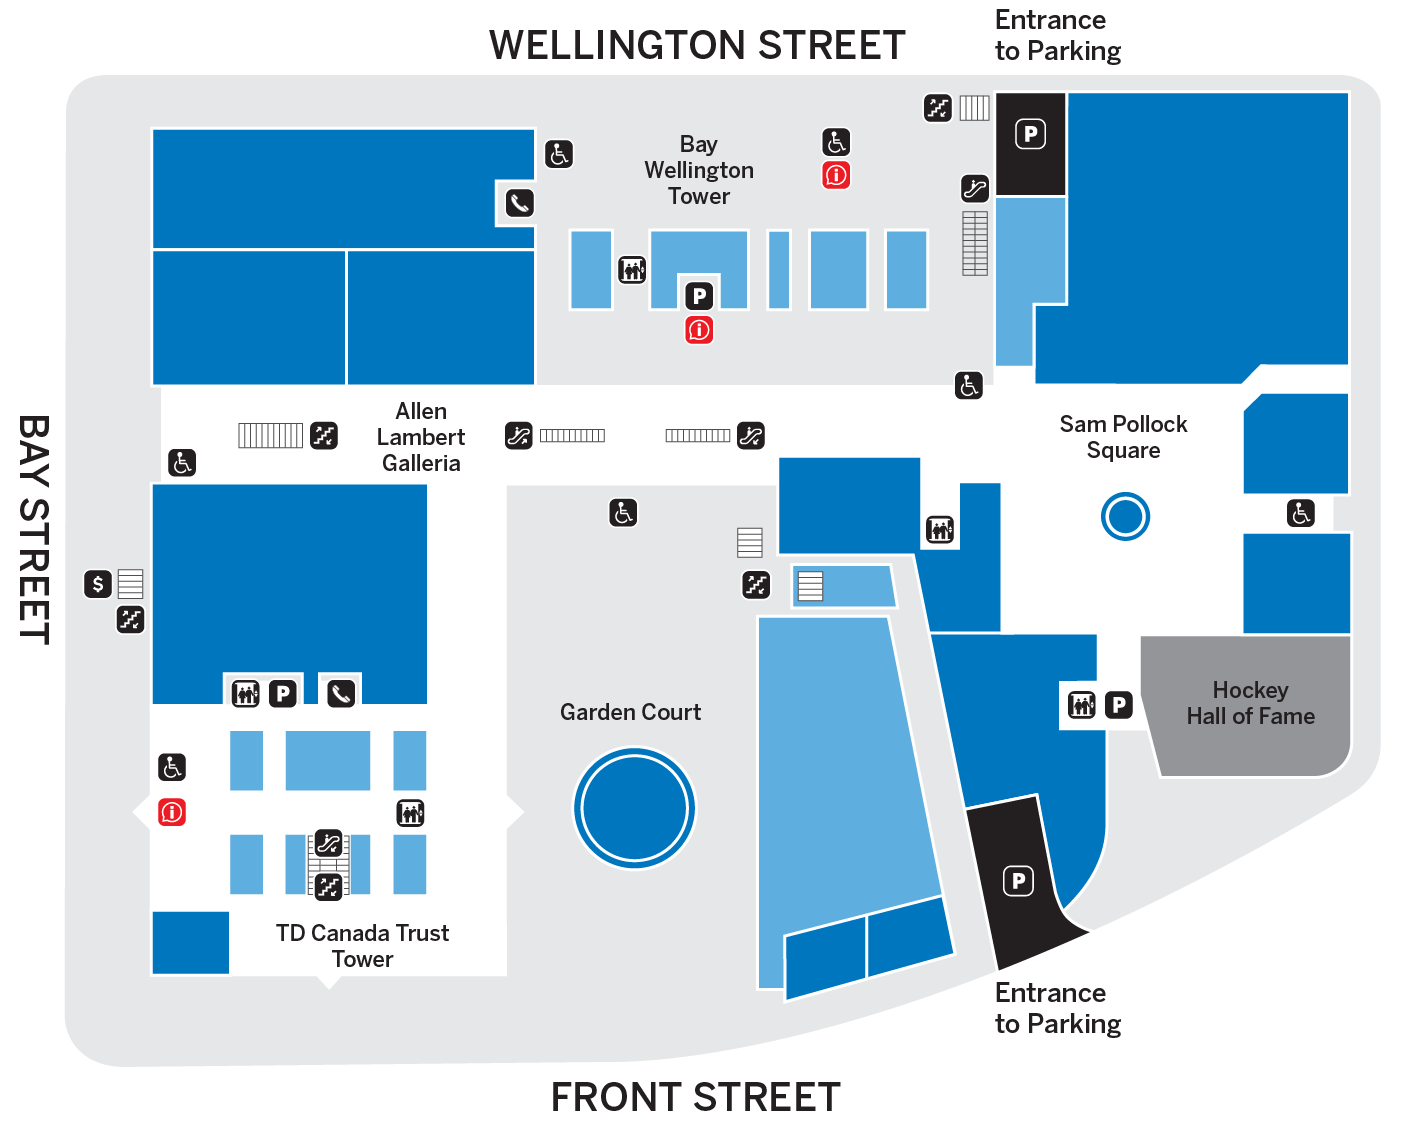 WELLINGTON STREET
Entrance
to Parking
P
Bay
Wellington
Tower
i
P
i
Allen
Lambert
Galleria
Sam Pollock
Square
BAY STREET
$
P
Hockey
Hall of Fame
P
Garden Court
i
P
TD Canada Trust
Tower
Entrance
to Parking
FRONT STREET